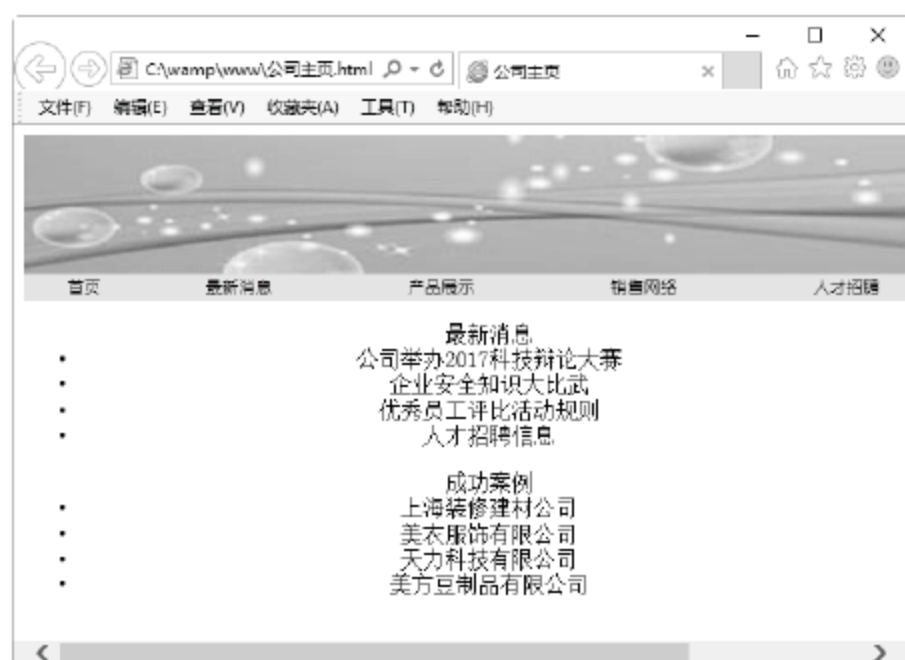 C:\wamp\www\公司主页.html 公司主页
文件(F) 编辑(E) 查看(V) 收藏夹(A) 工具(T) 帮助(H)
首页 最新消息 产品展示 销售网络 人才招聘
最新消息
• 公司举办2017科技辩论大赛
• 企业安全知识大比武
• 优秀员工评比活动规则
• 人才招聘信息
成功案例
• 上海装修建材公司
• 美衣服饰有限公司
• 天力科技有限公司
• 美方豆制品有限公司